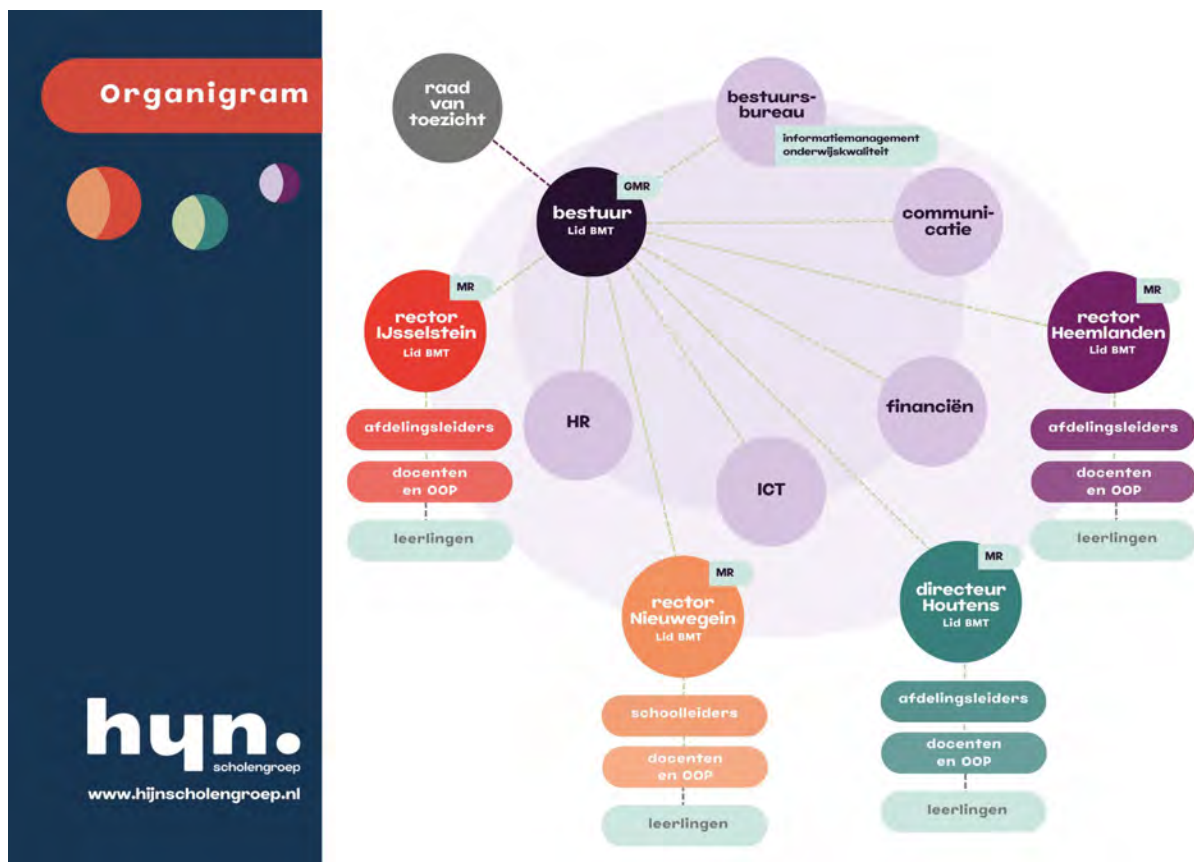 Organigram
raad
van
toezicht
bestuurs-
bureau
informatiemanagement
onderwijskwaliteit
GMR
bestuur
Lid BMT
communi-
catie
MR
rector
IJsselstein
Lid BMT
afdelingsleiders
docenten
en OOP
leerlingen
MR
rector
Heemlanden
Lid BMT
afdelingsleiders
docenten
en OOP
leerlingen
HR
ICT
financiën
MR
rector
Nieuwegein
Lid BMT
schoolleiders
docenten
en OOP
leerlingen
MR
directeur
Houtens
Lid BMT
afdelingsleiders
docenten
en OOP
leerlingen
hyn.
scholengroep
www.hijnscholengroep.nl